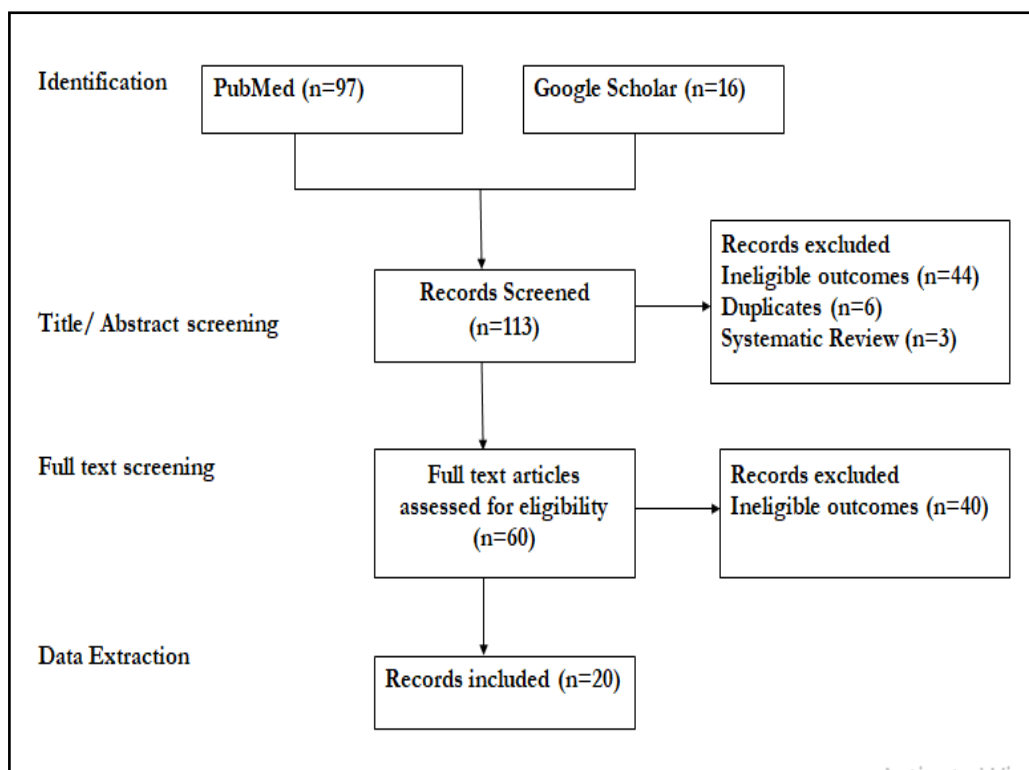 Identification
PubMed (n=97)
Google Scholar (n=16)
Title/ Abstract screening
Records Screened
(n=113)
Records excluded
Ineligible outcomes (n=44)
Duplicates (n=6)
Systematic Review (n=3)
Full text screening
Full text articles
assessed for eligibility
(n=60)
Records excluded
Ineligible outcomes (n=40)
Data Extraction
Records included (n=20)